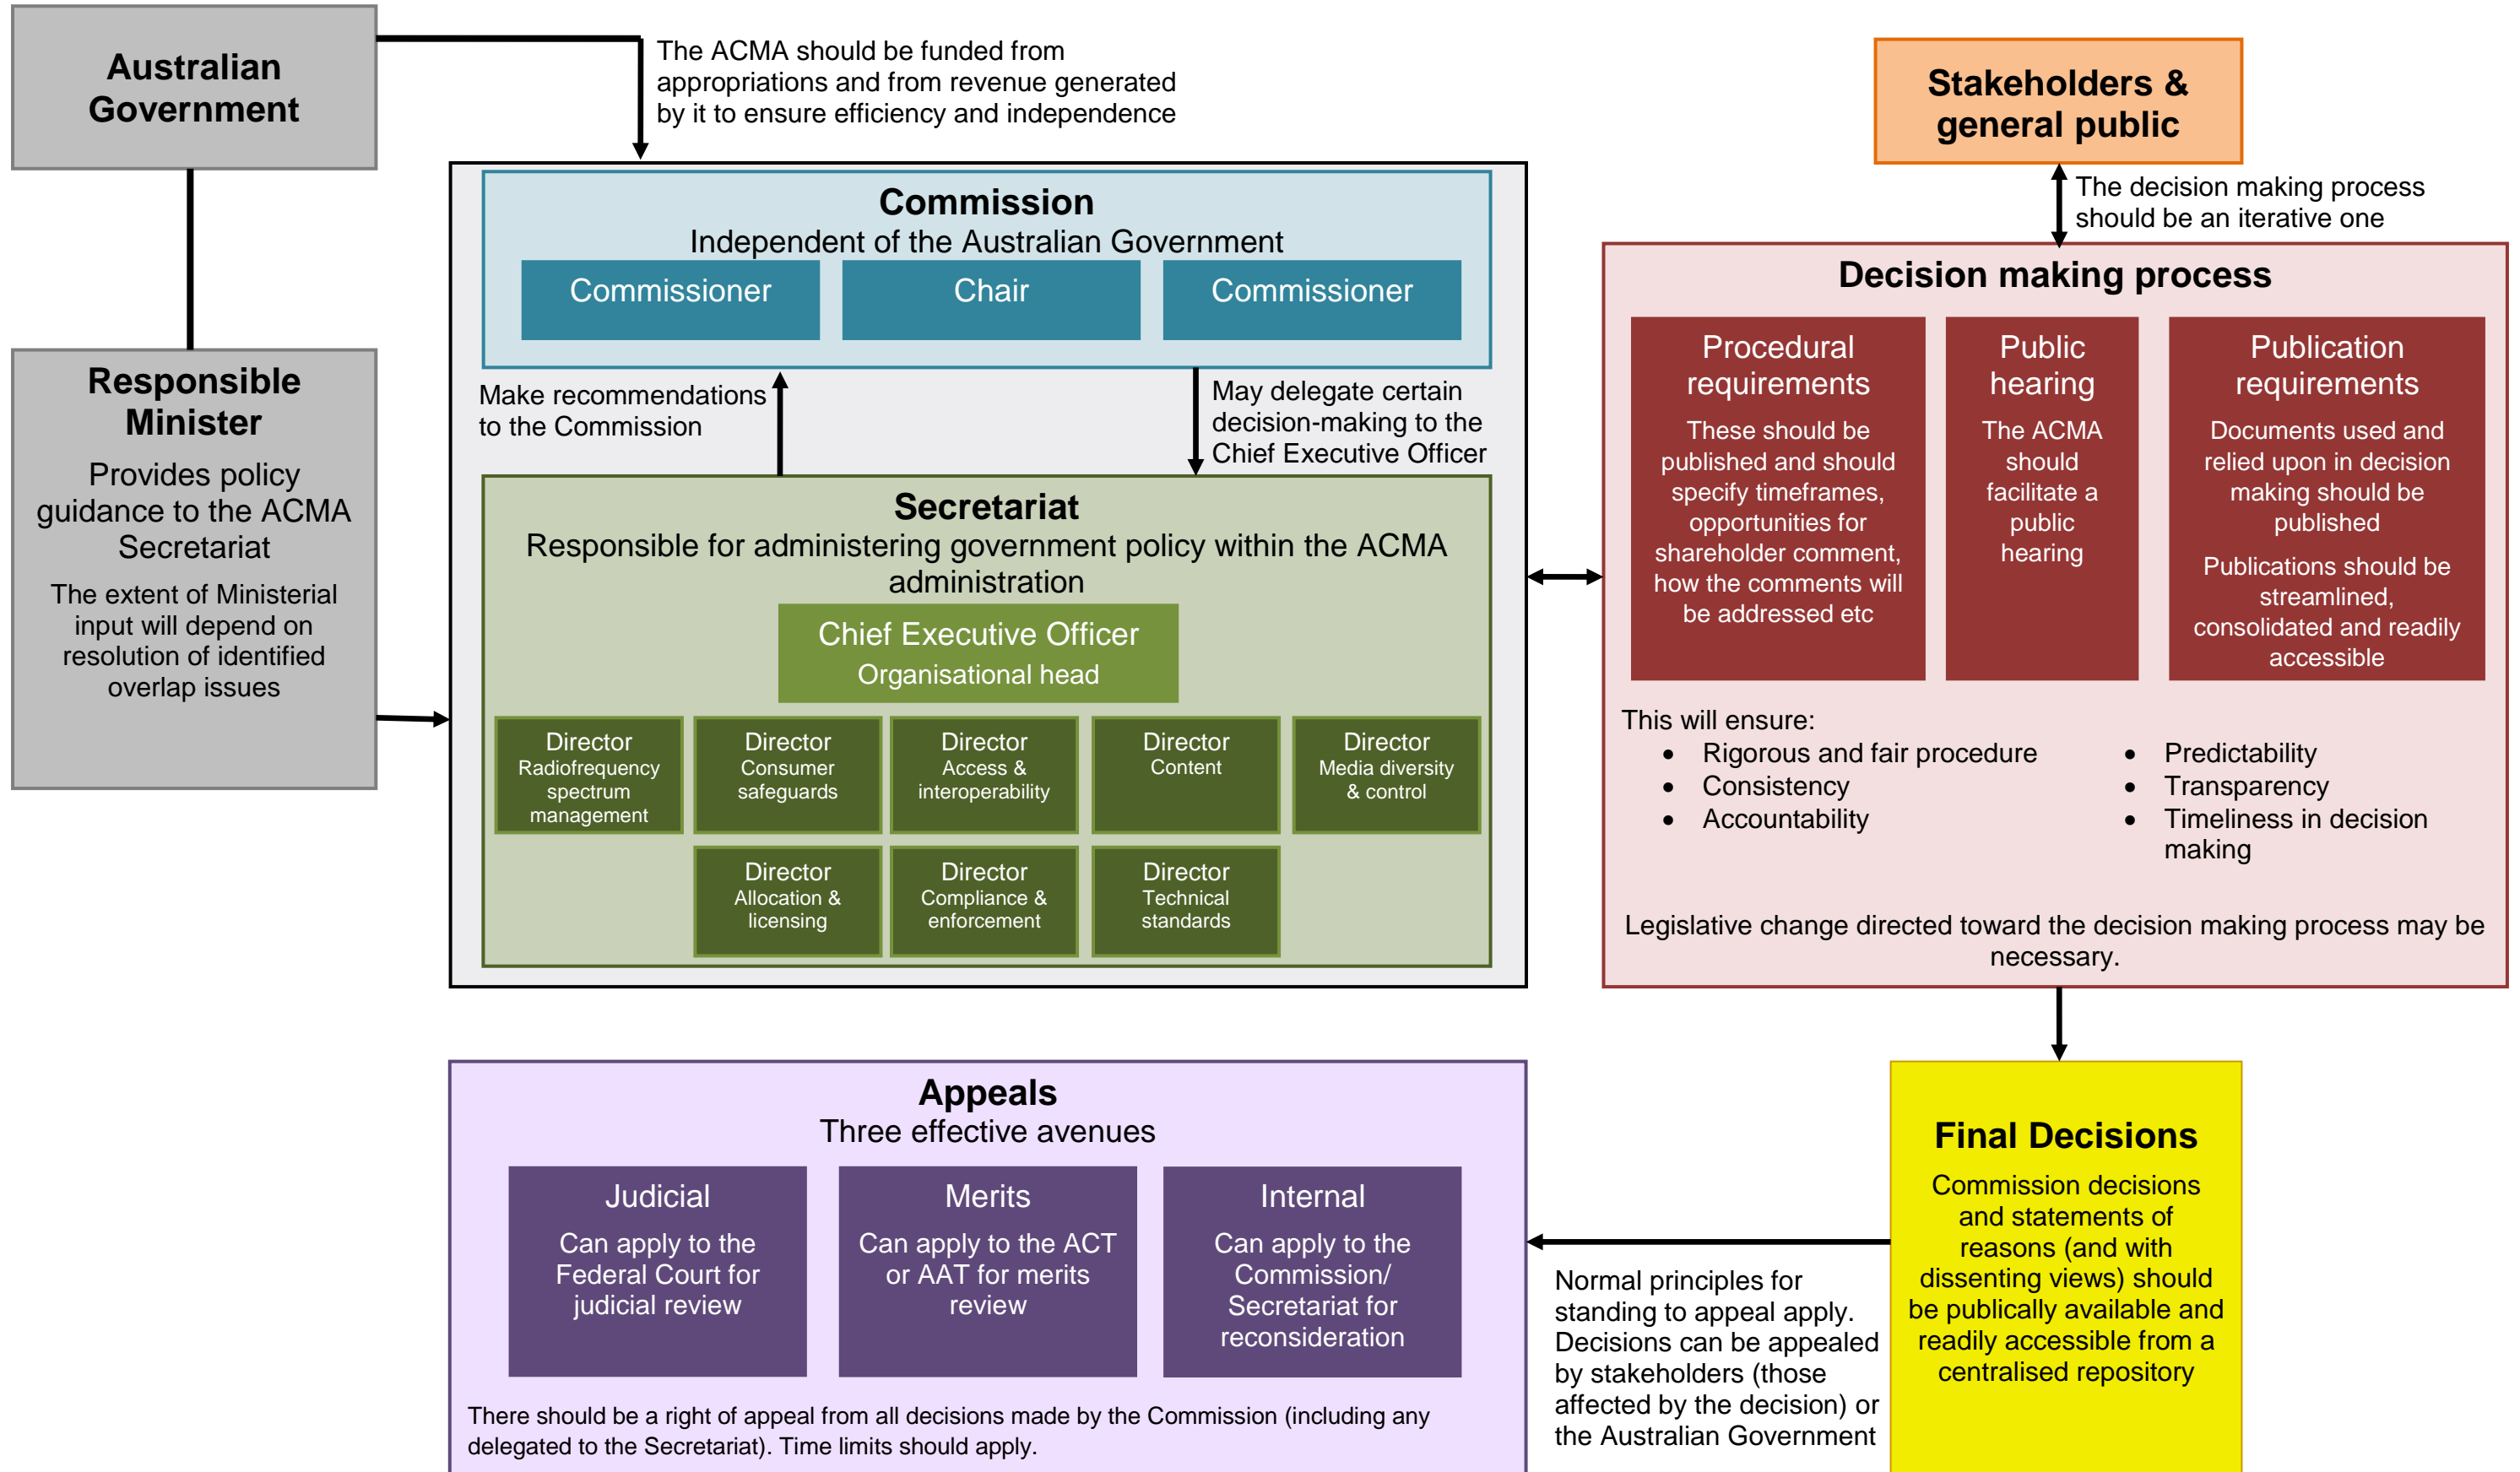 Australian
Government
The ACMA should be funded from
appropriations and from revenue generated
by it to ensure efficiency and independence
Stakeholders &
general public
The decision making process
should be an iterative one
Responsible
Minister
Provides policy
guidance to the ACMA
Secretariat
The extent of Ministerial
input will depend on
resolution of identified
overlap issues
Commission
Independent of the Australian Government
Commissioner
Chair
Commissioner
Make recommendations
to the Commission
May delegate certain
decision-making to the
Chief Executive Officer
Secretariat
Responsible for administering government policy within the ACMA
administration
Chief Executive Officer
Organisational head
Director
Radiofrequency
spectrum
management
Director
Consumer
safeguards
Director
Access &
interoperability
Director
Content
Director
Media diversity
& control
Director
Allocation &
licensing
Director
Compliance &
enforcement
Director
Technical
standards
Decision making process
Procedural
requirements
These should be
published and should
specify timeframes,
opportunities for
shareholder comment,
how the comments will
be addressed etc
Public
hearing
The ACMA
should
facilitate a
public
hearing
Publication
requirements
Documents used and
relied upon in decision
making should be
published
Publications should be
streamlined,
consolidated and readily
accessible
This will ensure:
• Rigorous and fair procedure
• Consistency
• Accountability
• Predictability
• Transparency
• Timeliness in decision
making
Legislative change directed toward the decision making process may be
necessary.
Appeals
Three effective avenues
Judicial
Can apply to the
Federal Court for
judicial review
Merits
Can apply to the ACT
or AAT for merits
review
Internal
Can apply to the
Commission/
Secretariat for
reconsideration
There should be a right of appeal from all decisions made by the Commission (including any
delegated to the Secretariat). Time limits should apply.
Normal principles for
standing to appeal apply.
Decisions can be appealed
by stakeholders (those
affected by the decision) or
the Australian Government
Final Decisions
Commission decisions
and statements of
reasons (and with
dissenting views) should
be publically available and
readily accessible from a
centralised repository